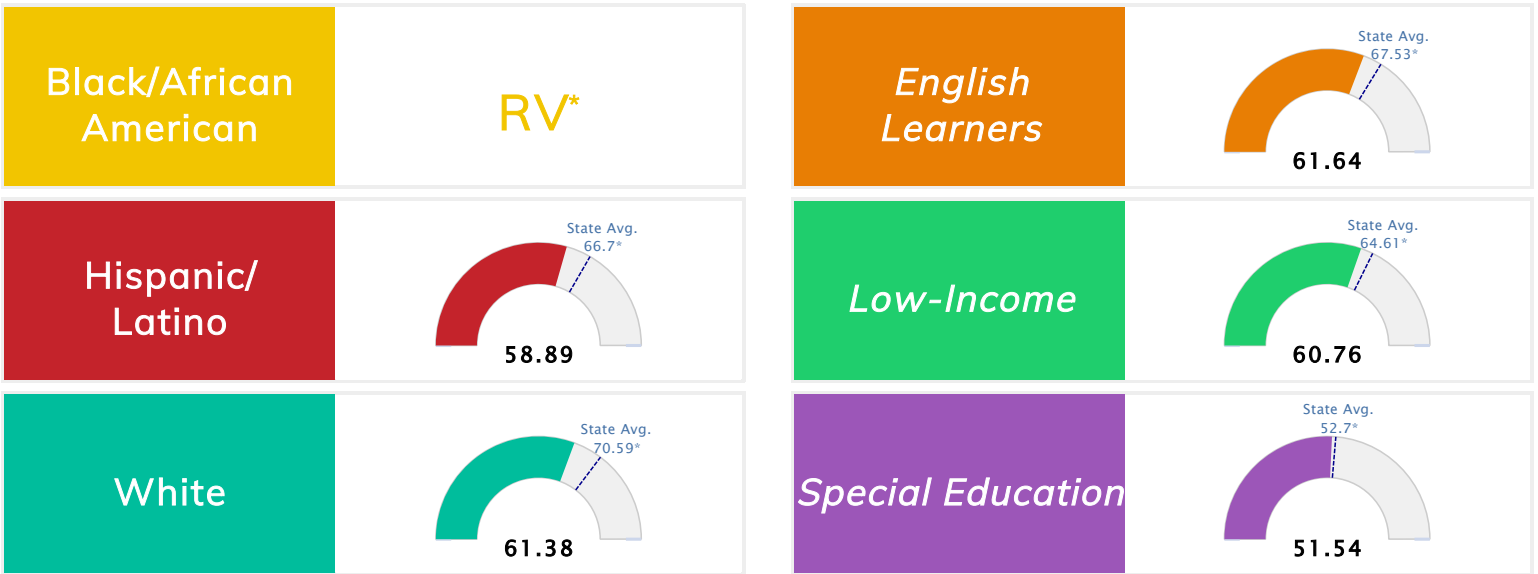 Black/African
American
RV*
English
Learners
State Avg.
67.53*
61.64
Hispanic/
Latino
State Avg.
66.7*
58.89
Low-Income
State Avg.
64.61*
60.76
White
State Avg.
70.59*
61.38
Special Education
State Avg.
52.7*
51.54